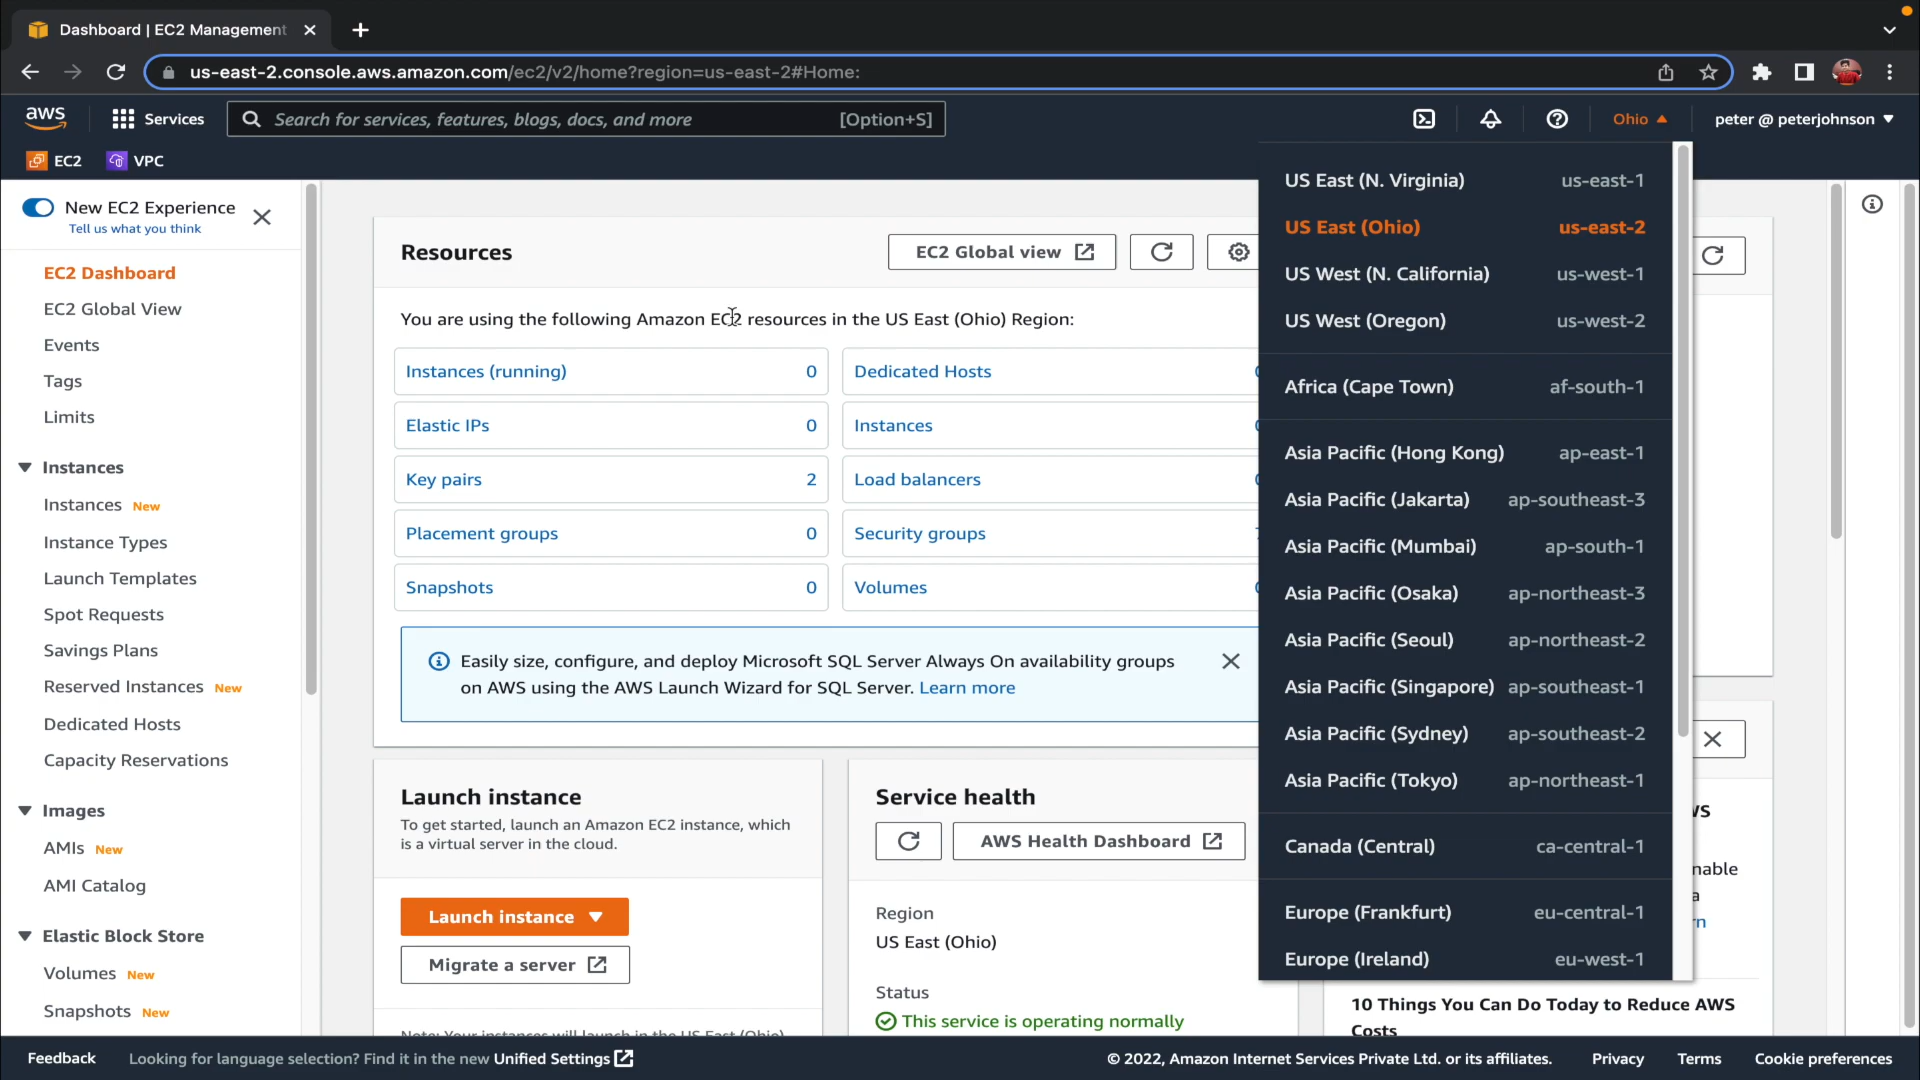 Dashboard | EC2 Management
us-east-2.console.aws.amazon.com/ec2/v2/home?region=us-east-2#Home:
aws
Services
Search for services, features, blogs, docs, and more
[Option+S]
Ohio
peter @ peterjohnson
EC2
VPC
New EC2 Experience
Tell us what you think
EC2 Dashboard
EC2 Global View
Events
Tags
Limits
Instances
Instances New
Instance Types
Launch Templates
Spot Requests
Savings Plans
Reserved Instances New
Dedicated Hosts
Capacity Reservations
Images
AMIs New
AMI Catalog
Elastic Block Store
Volumes New
Snapshots New
Resources
EC2 Global view
You are using the following Amazon EC2 resources in the US East (Ohio) Region:
Instances (running) 0
Dedicated Hosts
Elastic IPs 0
Instances
Key pairs 2
Load balancers
Placement groups 0
Security groups
Snapshots 0
Volumes
Easily size, configure, and deploy Microsoft SQL Server Always On availability groups
on AWS using the AWS Launch Wizard for SQL Server. Learn more
Launch instance
To get started, launch an Amazon EC2 instance, which
is a virtual server in the cloud.
Launch instance
Migrate a server
Note: Your instances will launch in the US East (Ohio)
Service health
AWS Health Dashboard
Region
US East (Ohio)
Status
This service is operating normally
US East (N. Virginia) us-east-1
US East (Ohio) us-east-2
US West (N. California) us-west-1
US West (Oregon) us-west-2
Africa (Cape Town) af-south-1
Asia Pacific (Hong Kong) ap-east-1
Asia Pacific (Jakarta) ap-southeast-3
Asia Pacific (Mumbai) ap-south-1
Asia Pacific (Osaka) ap-northeast-3
Asia Pacific (Seoul) ap-northeast-2
Asia Pacific (Singapore) ap-southeast-1
Asia Pacific (Sydney) ap-southeast-2
Asia Pacific (Tokyo) ap-northeast-1
Canada (Central) ca-central-1
Europe (Frankfurt) eu-central-1
Europe (Ireland) eu-west-1
10 Things You Can Do Today to Reduce AWS
Costs
Feedback
Looking for language selection? Find it in the new Unified Settings
© 2022, Amazon Internet Services Private Ltd. or its affiliates.
Privacy
Terms
Cookie preferences